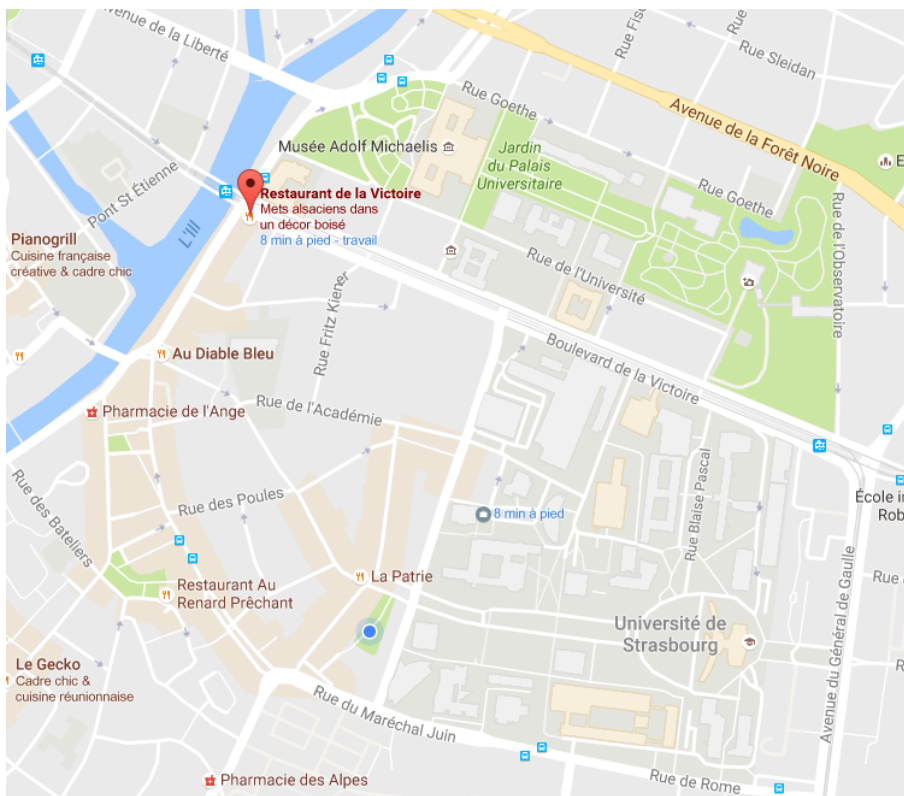 Avenue de la Liberté
Rue Fisc
Rue Sleidan
Rue Goethe
Avenue de la Forêt Noire
Musée Adolf Michaelis
Jardin
du Palais
Universitaire
E
Pont St Étienne
Restaurant de la Victoire
Mets alsaciens dans
un décor boisé
8 min à pied - travail
Rue Goethe
L'Ill
Pianogrill
Cuisine française
créative & cadre chic
Rue de l'Université
Rue de l'Observatoire
Rue Fritz Kiener
Au Diable Bleu
Boulevard de la Victoire
Pharmacie de l'Ange
Rue de l'Académie
Rue des Bateliers
Rue des Poules
8 min à pied
Rue Blaise Pascal
École in
Rob
La Patrie
Restaurant Au
Renard Prêchant
Rue
Université de
Strasbourg
Avenue du Général de Gaulle
Le Gecko
Cadre chic &
cuisine réunionnaise
Rue du Maréchal Juin
Pharmacie des Alpes
Rue de Rome